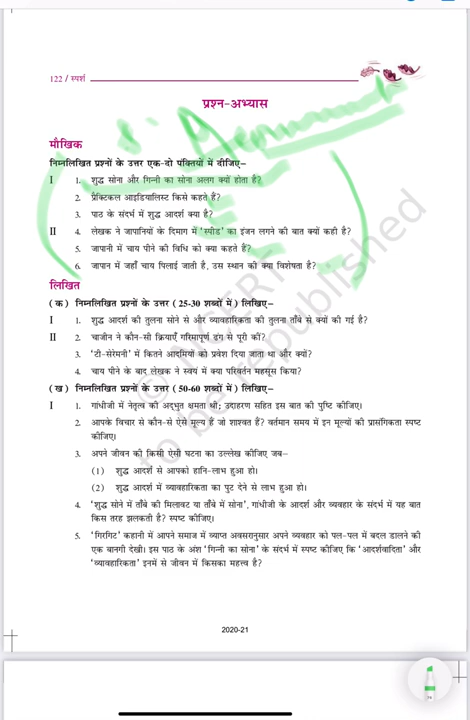 122 / स्पर्श
प्रश्न-अभ्यास
मौखिक
निम्नलिखित प्रश्नों के उत्तर एक-दो पंक्तियों में दीजिए–
I 1. शुद्ध सोना और गिन्नी का सोना अलग क्यों होता है?
2. प्रैक्टिकल आइडियालिस्ट किसे कहते हैं?
3. पाठ के संदर्भ में शुद्ध आदर्श क्या है?
II 4. लेखक ने जापानियों के दिमाग में 'स्पीड' का इंजन लगने की बात क्यों कही है?
5. जापानी में चाय पीने की विधि को क्या कहते हैं?
6. जापान में जहाँ चाय पिलाई जाती है, उस स्थान की क्या विशेषता है?
लिखित
(क) निम्नलिखित प्रश्नों के उत्तर (25-30 शब्दों में) लिखिए–
I 1. शुद्ध आदर्श की तुलना सोने से और व्यावहारिकता की तुलना ताँबे से क्यों की गई है?
II 2. चाजीन ने कौन-सी क्रियाएँ गरिमापूर्ण ढंग से पूरी कीं?
3. 'टी-सेरेमनी' में कितने आदमियों को प्रवेश दिया जाता था और क्यों?
4. चाय पीने के बाद लेखक ने स्वयं में क्या परिवर्तन महसूस किया?
(ख) निम्नलिखित प्रश्नों के उत्तर (50-60 शब्दों में) लिखिए–
I 1. गांधीजी में नेतृत्व की अद्भुत क्षमता थी; उदाहरण सहित इस बात की पुष्टि कीजिए।
2. आपके विचार से कौन-से ऐसे मूल्य हैं जो शाश्वत हैं? वर्तमान समय में इन मूल्यों की प्रासंगिकता स्पष्ट
कीजिए।
3. अपने जीवन की किसी ऐसी घटना का उल्लेख कीजिए जब–
(1) शुद्ध आदर्श से आपको हानि-लाभ हुआ हो।
(2) शुद्ध आदर्श में व्यावहारिकता का पुट देने से लाभ हुआ हो।
4. 'शुद्ध सोने में ताँबे की मिलावट या ताँबे में सोना', गांधीजी के आदर्श और व्यवहार के संदर्भ में यह बात
किस तरह झलकती है? स्पष्ट कीजिए।
5. 'गिरगिट' कहानी में आपने समाज में व्याप्त अवसरानुसार अपने व्यवहार को पल-पल में बदल डालने की
एक बानगी देखी। इस पाठ के अंश 'गिन्नी का सोना' के संदर्भ में स्पष्ट कीजिए कि 'आदर्शवादिता' और
'व्यावहारिकता' इनमें से जीवन में किसका महत्त्व है?
© NCERT
to be republished
2020-21